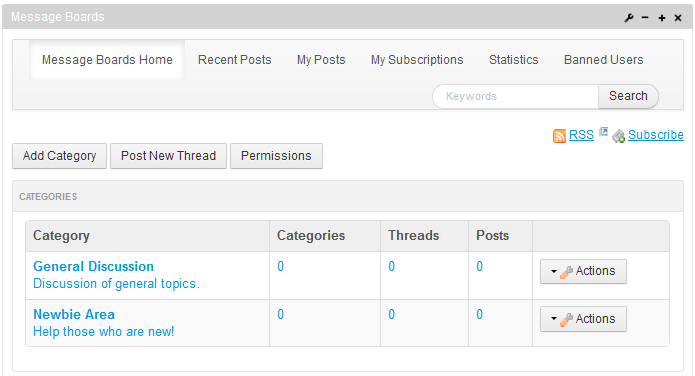 Message Boards
Message Boards Home Recent Posts My Posts My Subscriptions Statistics Banned Users
Keywords Search
RSS Subscribe
Add Category Post New Thread Permissions
CATEGORIES
Category Categories Threads Posts
General Discussion 0 0 0 Actions
Discussion of general topics.
Newbie Area 0 0 0 Actions
Help those who are new!